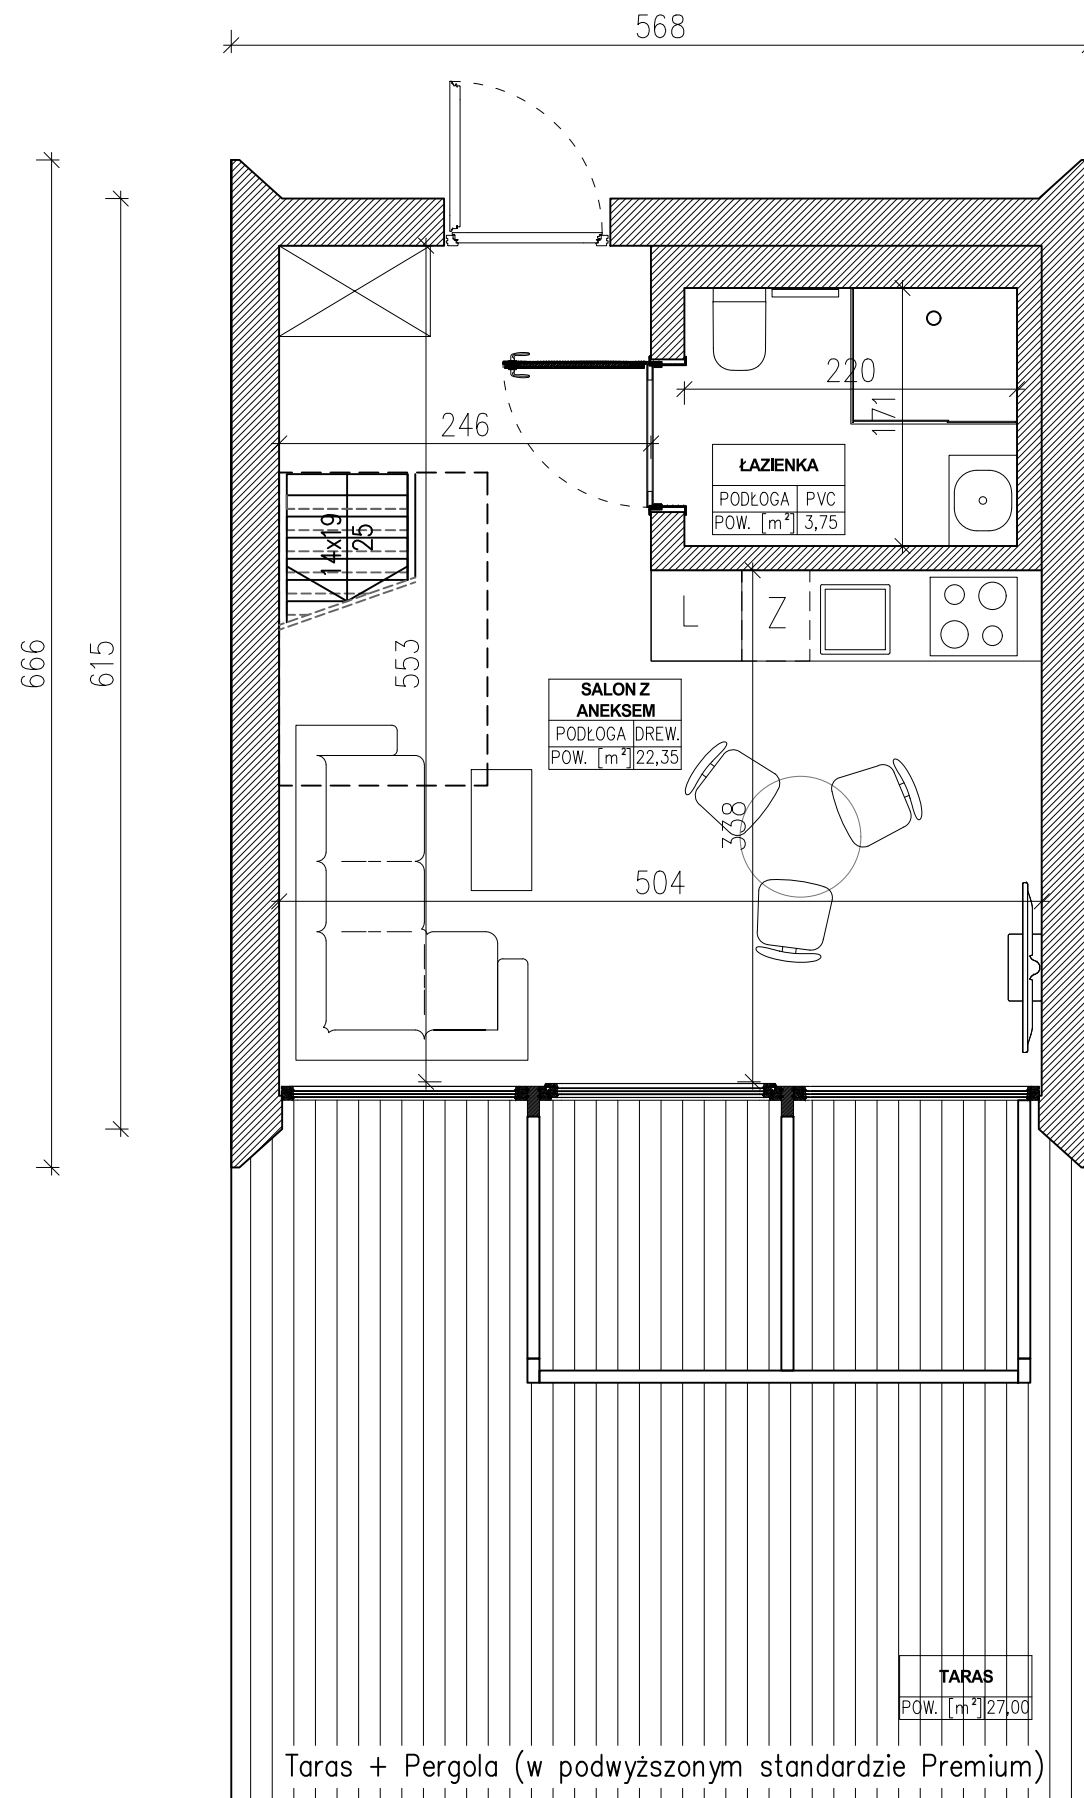 568
666
615
220
171
246
ŁAZIENKA
PODŁOGA PVC
POW. [m²] 3,75
14x19
25
L
Z
553
SALON Z
ANEKSEM
PODŁOGA DREW.
POW. [m²] 22,35
338
504
TARAS
POW. [m²] 27,00
Taras + Pergola (w podwyższonym standardzie Premium)